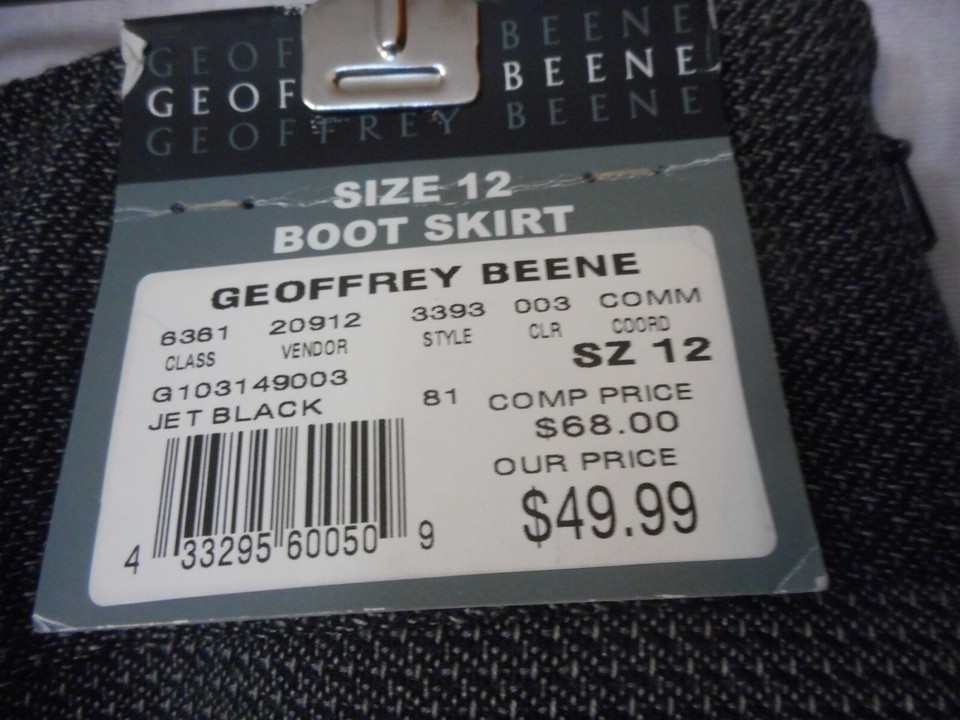 GEOF BEENE
GEOF BEENE
GEOFFREY BEENE
SIZE 12
BOOT SKIRT
GEOFFREY BEENE
6361 20912 3393 003 COMM
CLASS VENDOR STYLE CLR COORD
SZ 12
G103149003
JET BLACK 81
COMP PRICE
$68.00
OUR PRICE
$49.99
4 33295 60050 9